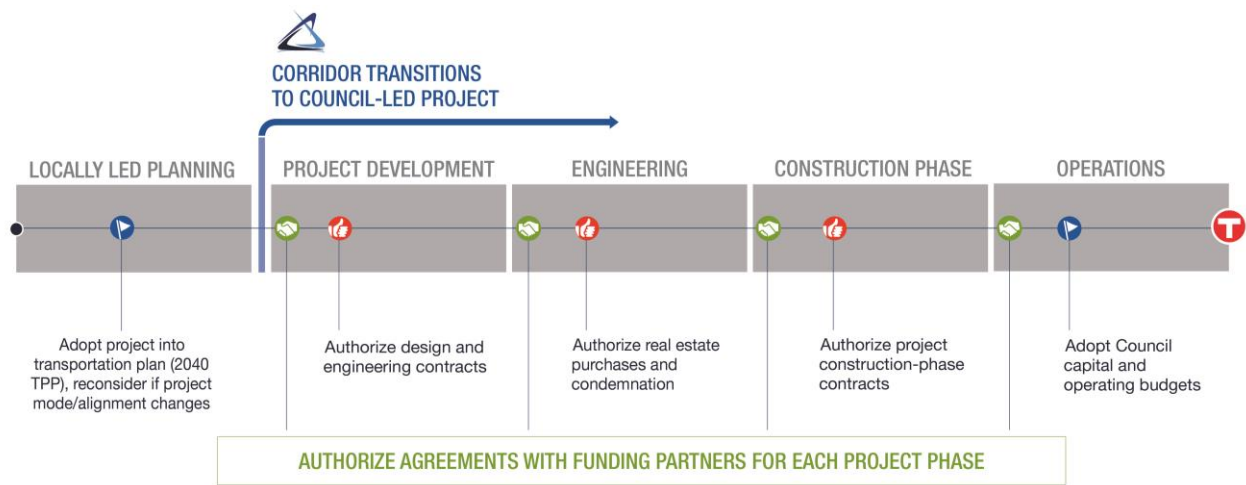 CORRIDOR TRANSITIONS
TO COUNCIL-LED PROJECT
LOCALLY LED PLANNING
PROJECT DEVELOPMENT
ENGINEERING
CONSTRUCTION PHASE
OPERATIONS
T
Adopt project into
transportation plan (2040
TPP), reconsider if project
mode/alignment changes
Authorize design and
engineering contracts
Authorize real estate
purchases and
condemnation
Authorize project
construction-phase
contracts
Adopt Council
capital and
operating budgets
AUTHORIZE AGREEMENTS WITH FUNDING PARTNERS FOR EACH PROJECT PHASE